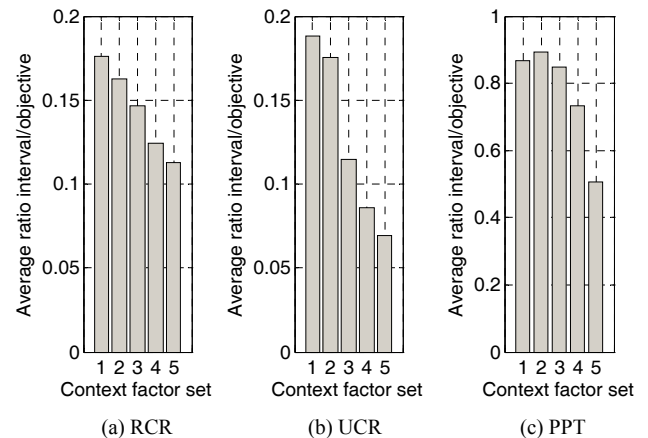 0.2
0.15
0.1
0.05
0
Average ratio interval/objective
1 2 3 4 5
Context factor set
(a) RCR
0.2
0.15
0.1
0.05
0
Average ratio interval/objective
1 2 3 4 5
Context factor set
(b) UCR
1
0.8
0.6
0.4
0.2
0
Average ratio interval/objective
1 2 3 4 5
Context factor set
(c) PPT